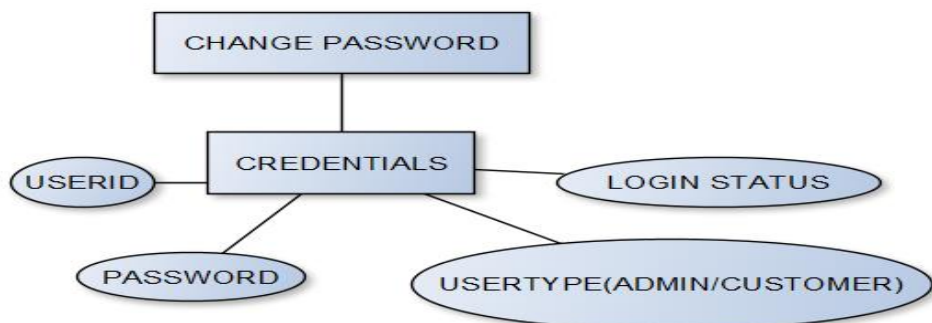 CHANGE PASSWORD
CREDENTIALS
USERID
LOGIN STATUS
PASSWORD
USERTYPE(ADMIN/CUSTOMER)